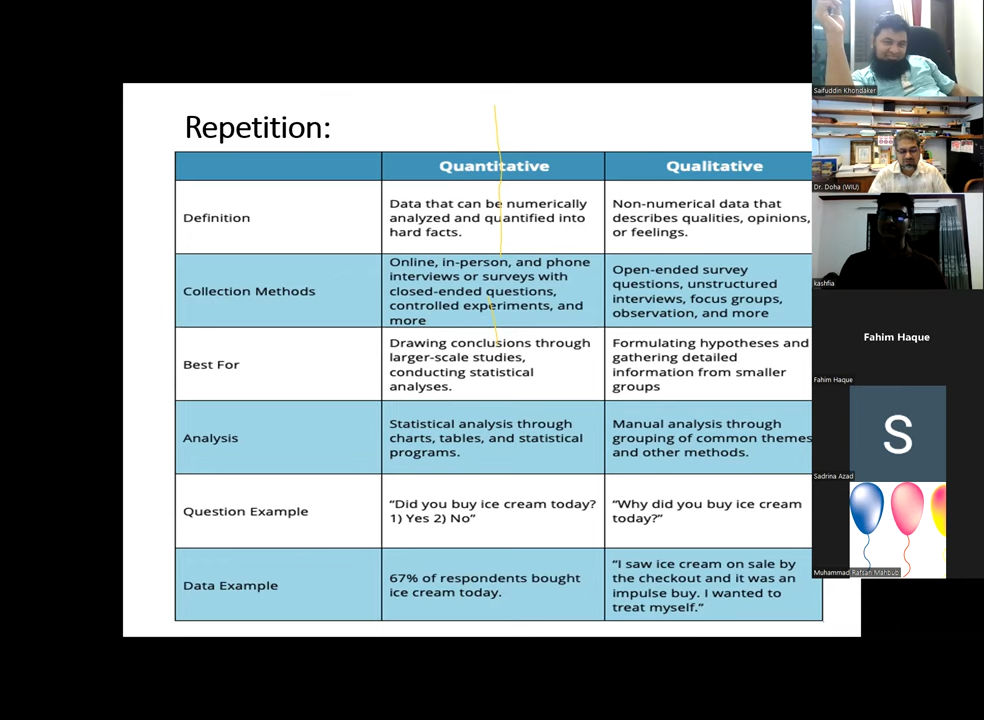 Repetition:
Quantitative
Qualitative
Definition
Data that can be numerically
analyzed and quantified into
hard facts.
Non-numerical data that
describes qualities, opinions,
or feelings.
Collection Methods
Online, in-person, and phone
interviews or surveys with
closed-ended questions,
controlled experiments, and
more
Open-ended survey
questions, unstructured
interviews, focus groups,
observation, and more
Best For
Drawing conclusions through
larger-scale studies,
conducting statistical
analyses.
Formulating hypotheses and
gathering detailed
information from smaller
groups
Analysis
Statistical analysis through
charts, tables, and statistical
programs.
Manual analysis through
grouping of common themes
and other methods.
Question Example
“Did you buy ice cream today?
1) Yes 2) No”
“Why did you buy ice cream
today?”
Data Example
67% of respondents bought
ice cream today.
“I saw ice cream on sale by
the checkout and it was an
impulse buy. I wanted to
treat myself.”
Saifuddin Khondaker
Dr. Doha (WIU)
kashfia
Fahim Haque
Fahim Haque
S
Sadrina Azad
Muhammad Rafsan Mahbub